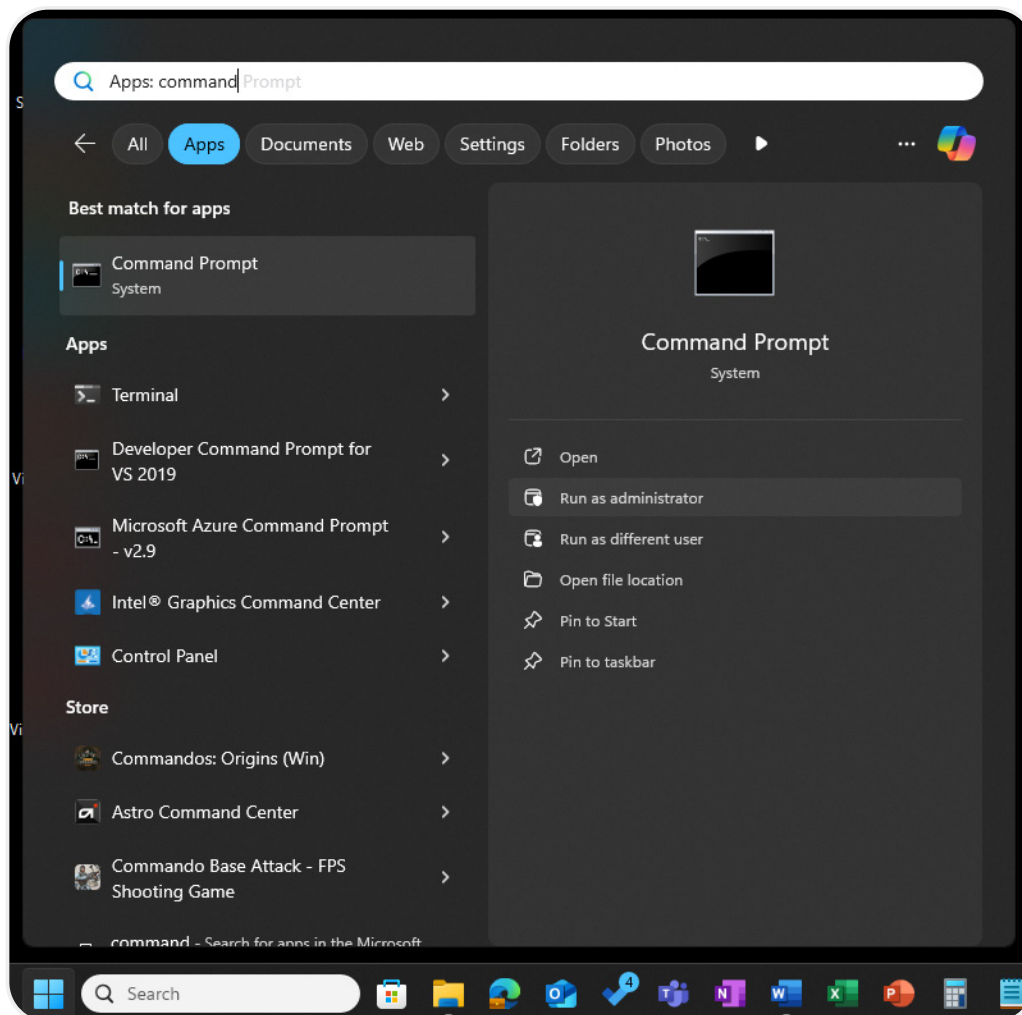 Apps: command Prompt
S
All Apps Documents Web Settings Folders Photos
Best match for apps
Command Prompt
System
Apps
Terminal
Developer Command Prompt for
VS 2019
Microsoft Azure Command Prompt
- v2.9
Intel® Graphics Command Center
Control Panel
Store
Commandos: Origins (Win)
Astro Command Center
Commando Base Attack - FPS
Shooting Game
command - Search for apps in the Microsoft
Command Prompt
System
Open
Run as administrator
Run as different user
Open file location
Pin to Start
Pin to taskbar
Vi
Vi
Search
4